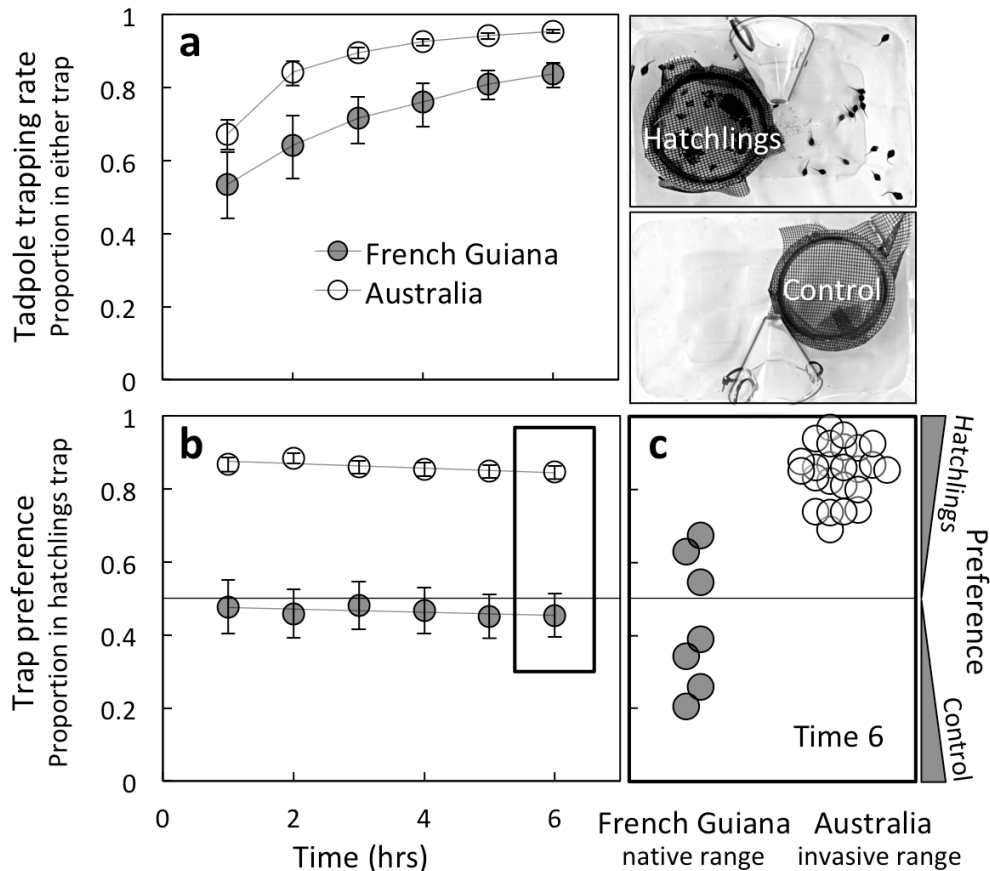 a
Tadpole trapping rate
Proportion in either trap
1
0.8
0.6
0.4
0.2
0
French Guiana
Australia
Hatchlings
Control
b
Trap preference
Proportion in hatchlings trap
1
0.8
0.6
0.4
0.2
0
0
2
4
6
Time (hrs)
c
Time 6
Hatchlings
Preference
Control
French Guiana
native range
Australia
invasive range